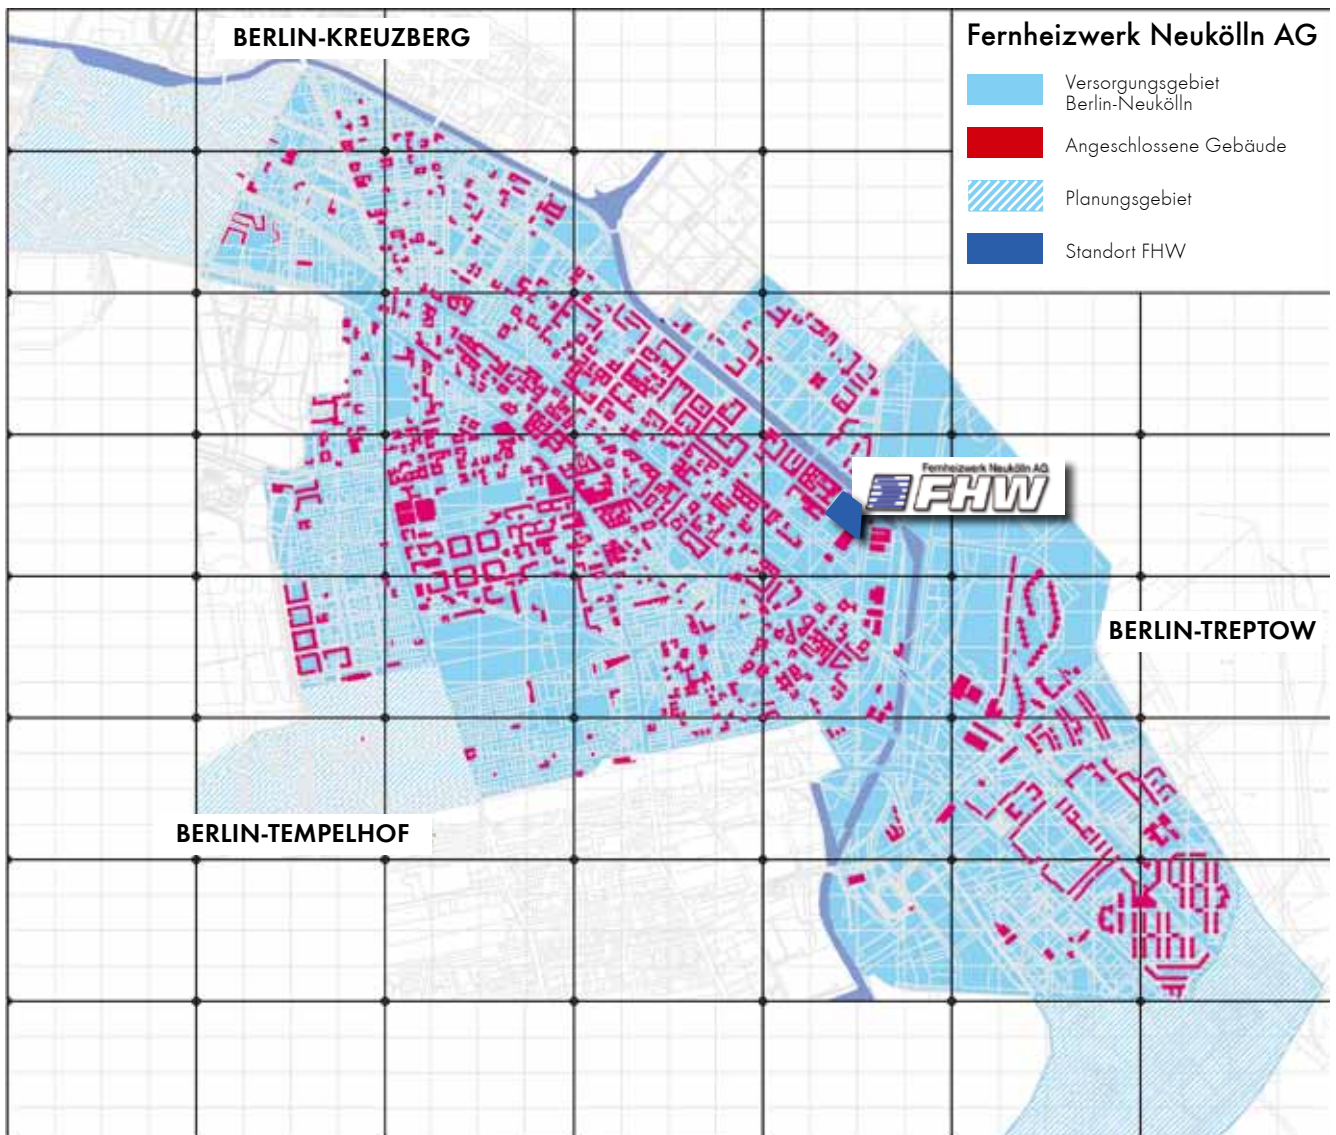 BERLIN-KREUZBERG
Fernheizwerk Neukölln AG
Versorgungsgebiet
Berlin-Neukölln
Angeschlossene Gebäude
Planungsgebiet
Standort FHW
Fernheizwerk Neukölln AG
FHW
BERLIN-TREPTOW
BERLIN-TEMPELHOF